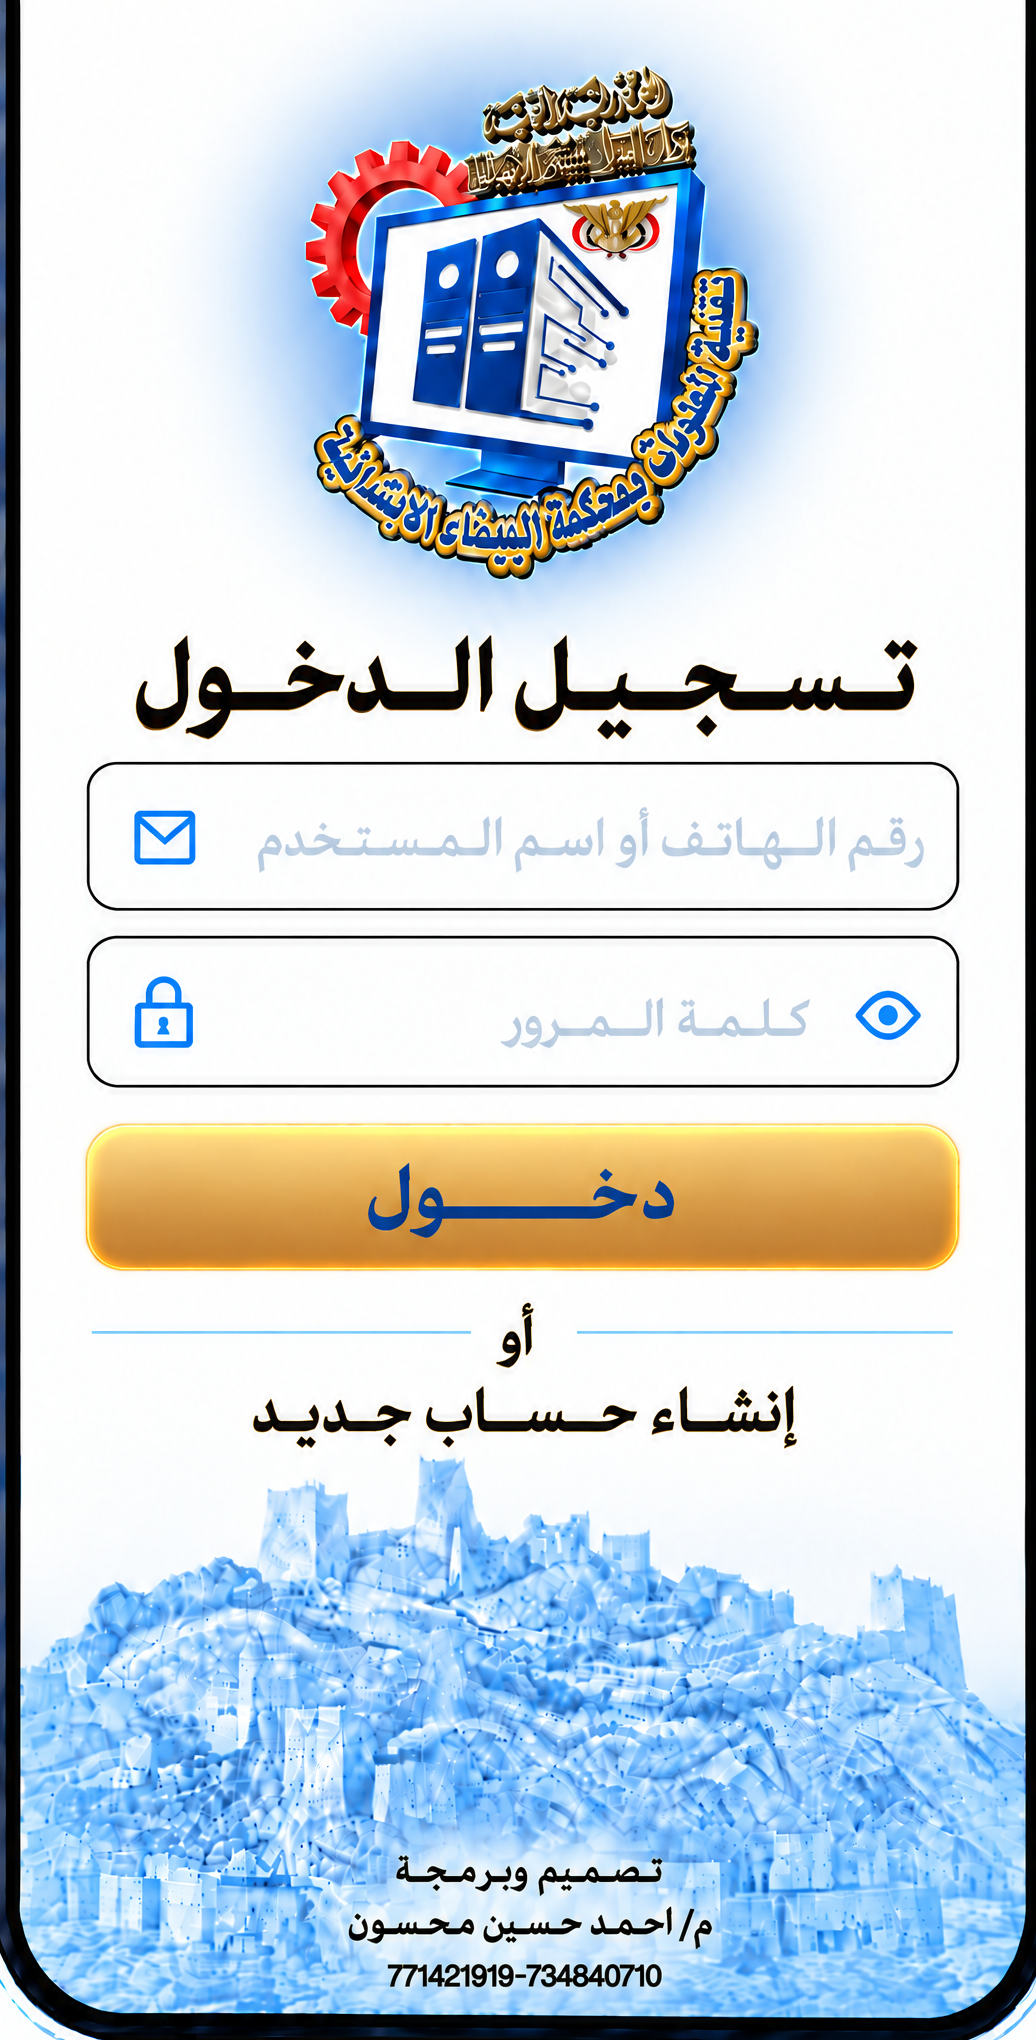 تقنية المعلومات بمحكمة البيضاء الابتدائية
تسجيل الدخول
رقم الهاتف أو اسم المستخدم
كلمة المرور
دخول
أو
إنشاء حساب جديد
تصميم وبرمجة
م/ احمد حسين محسون
771421919-734840710